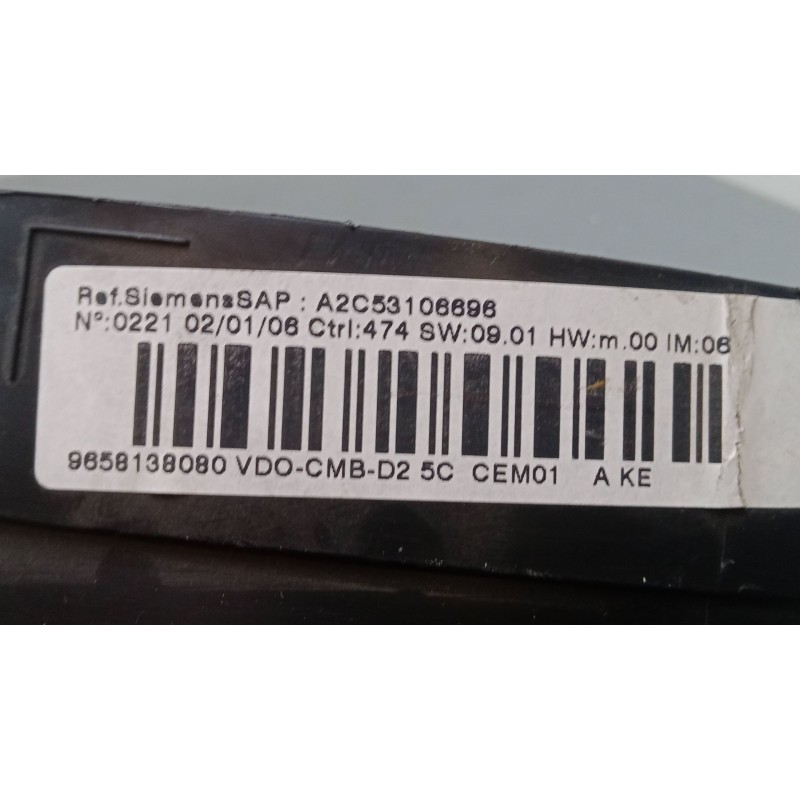 Ref.SiemensSAP : A2C53106696
N°:0221 02/01/06 Ctrl:474 SW:09.01 HW:m.00 IM:06
9658138080 VDO-CMB-D2 5C CEM01 A KE